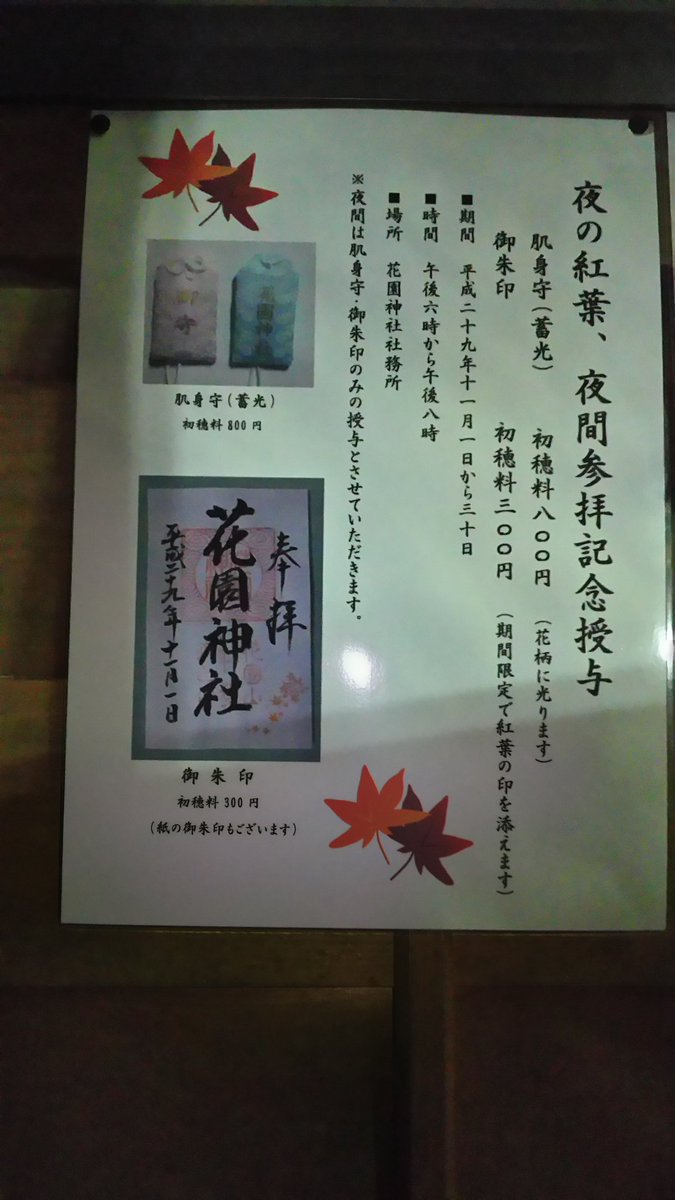 夜の紅葉、夜間参拝記念授与
肌身守(蓄光) 初穂料八〇〇円 (花柄に光ります)
御朱印 初穂料三〇〇円 (期間限定で紅葉の印を添えます)
■期間 平成二十九年十一月一日から三十日
■時間 午後六時から午後八時
■場所 花園神社社務所
※夜間は肌身守・御朱印のみの授与とさせていただきます。
御守
花園神社
肌身守(蓄光)
初穂料800円
奉拝
花園神社
平成二十九年十一月一日
御朱印
初穂料300円
(紙の御朱印もございます)